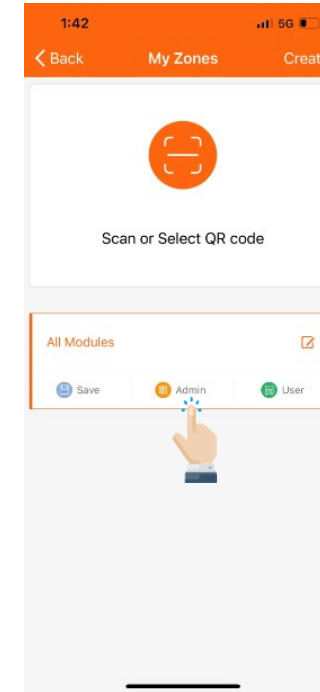 1:42 5G
Back My Zones Creat
Scan or Select QR code
All Modules
Save Admin User